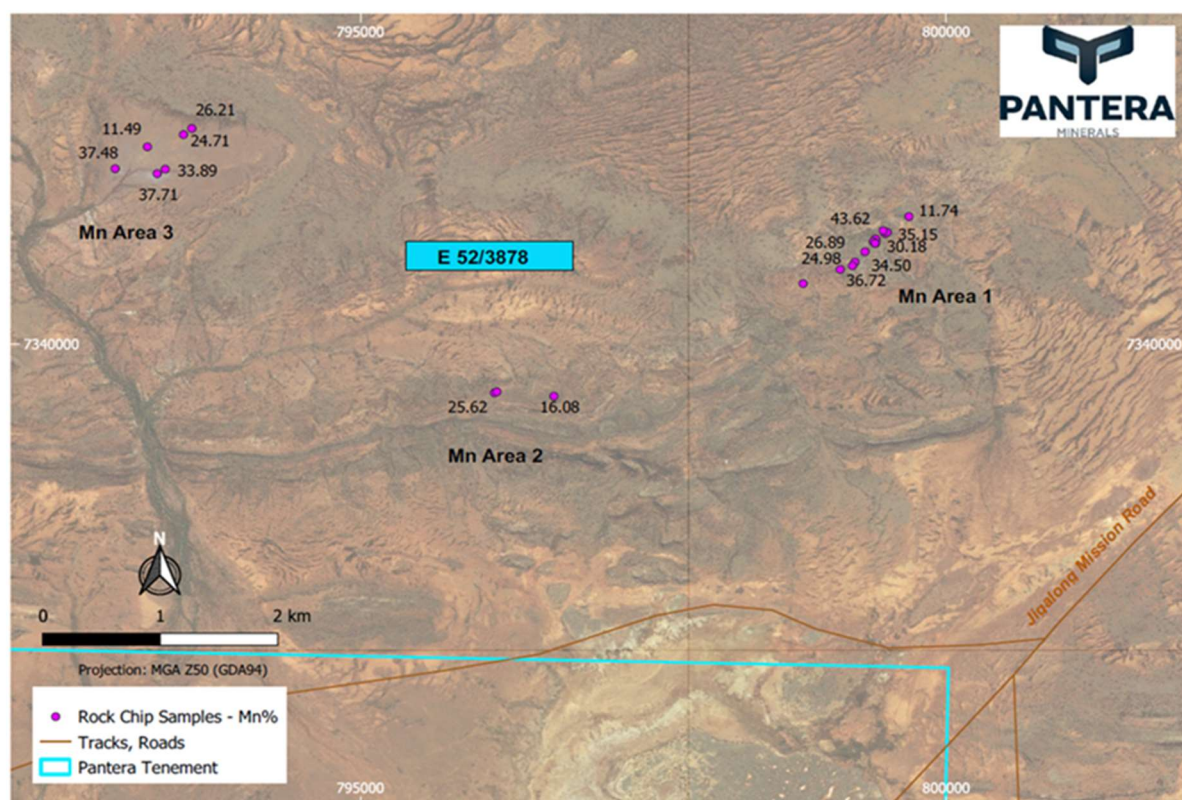 795000
800000
PANTERA
MINERALS
26.21
11.49
24.71
37.48
33.89
37.71
Mn Area 3
11.74
43.62
35.15
26.89
30.18
24.98
34.50
36.72
Mn Area 1
E 52/3878
7340000
7340000
25.62
16.08
Mn Area 2
Jigalong Mission Road
N
0 1 2 km
Projection: MGA Z50 (GDA94)
Rock Chip Samples - Mn%
Tracks, Roads
Pantera Tenement
795000
800000